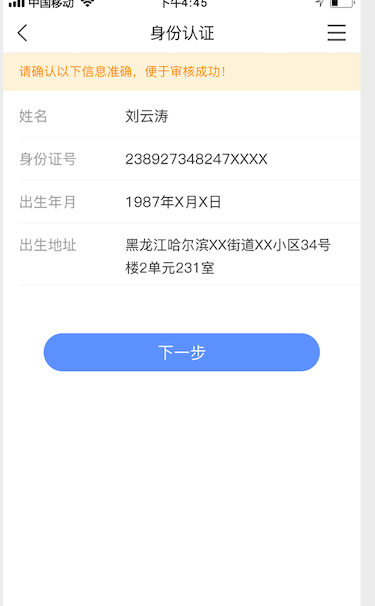 中国移动 下午4:45
身份认证
请确认以下信息准确，便于审核成功！
姓名 刘云涛
身份证号 238927348247XXXX
出生年月 1987年X月X日
出生地址 黑龙江哈尔滨XX街道XX小区34号
楼2单元231室
下一步